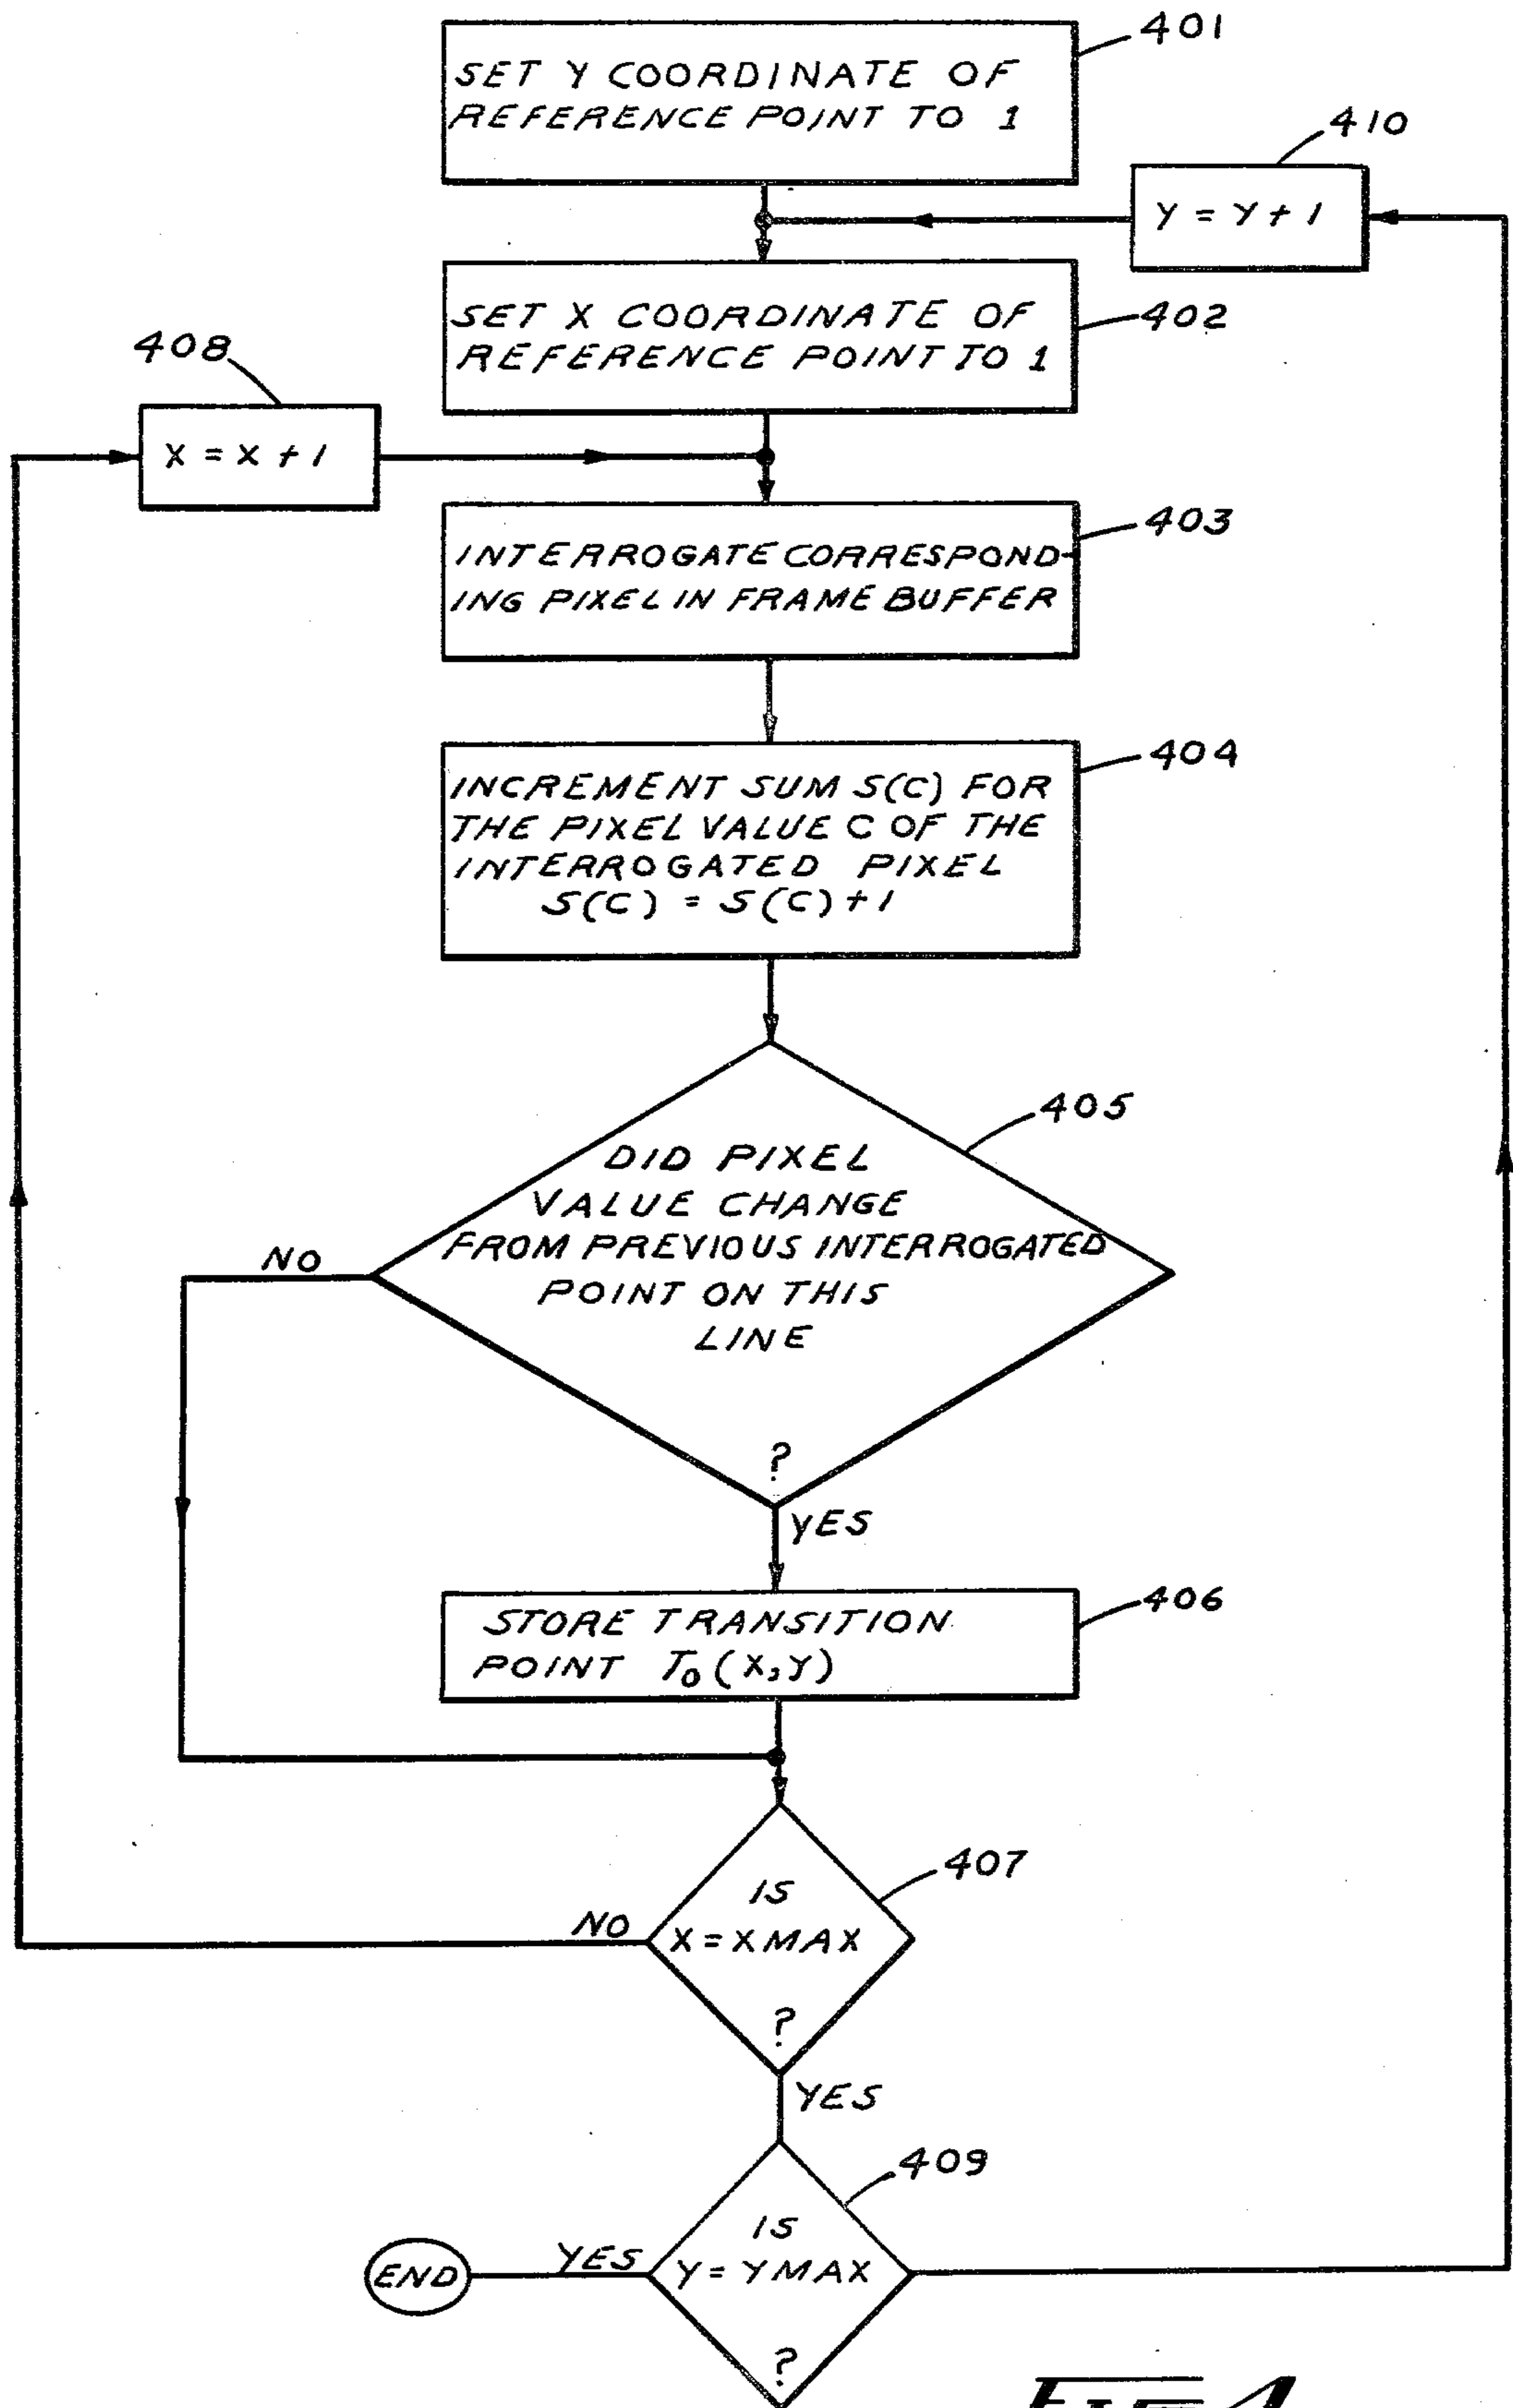 401
SET Y COORDINATE OF
REFERENCE POINT TO 1
410
Y = Y + 1
SET X COORDINATE OF
REFERENCE POINT TO 1
402
408
X = X + 1
403
INTERROGATE CORRESPOND-
ING PIXEL IN FRAME BUFFER
404
INCREMENT SUM S(C) FOR
THE PIXEL VALUE C OF THE
INTERROGATED PIXEL
S(C) = S(C) + 1
405
DID PIXEL
VALUE CHANGE
FROM PREVIOUS INTERROGATED
POINT ON THIS
LINE
?
NO
YES
406
STORE TRANSITION
POINT T₀ (X,Y)
407
IS
X = X MAX
?
NO
YES
409
IS
Y = Y MAX
?
YES
END